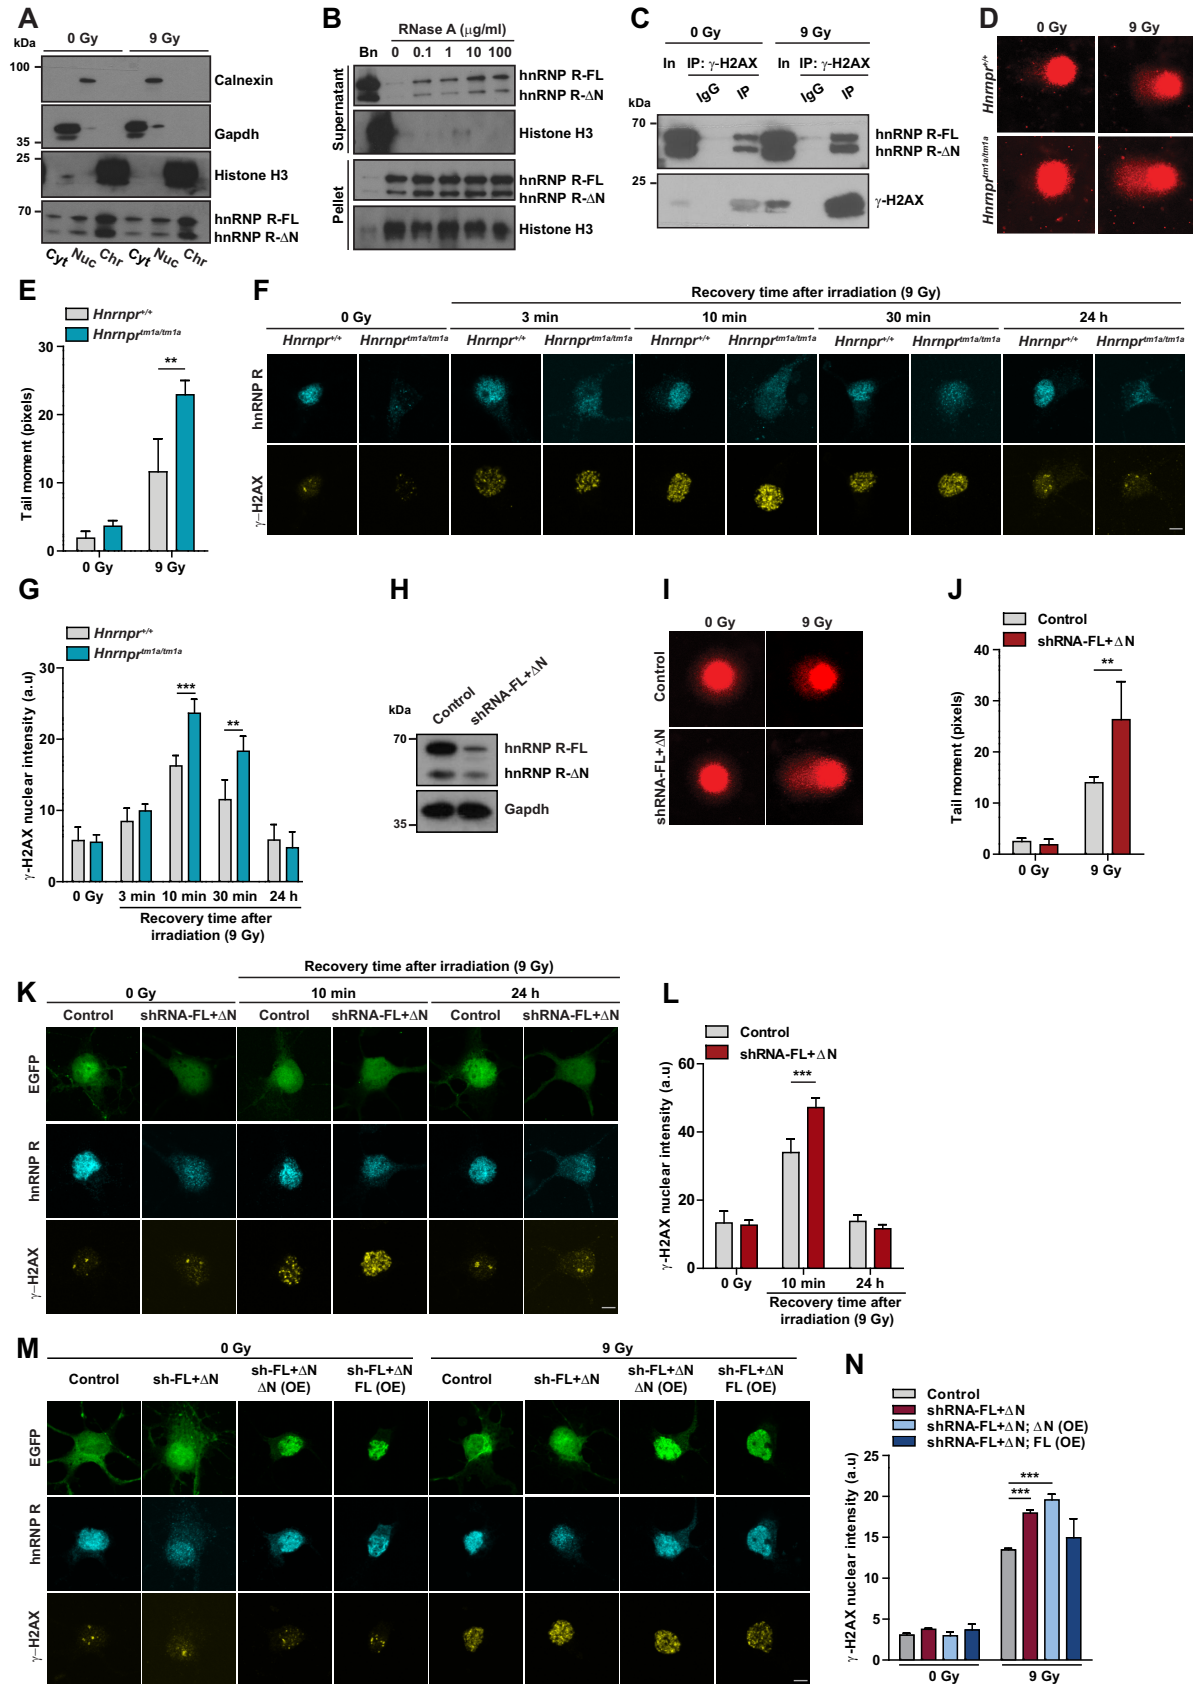 A
kDa
0 Gy
9 Gy
100
Calnexin
35
Gapdh
25
Histone H3
70
hnRNP R-FL
hnRNP R-ΔN
Cyt Nuc Chr Cyt Nuc Chr
B
RNase A (μg/ml)
Bn 0 0.1 1 10 100
Supernatant
hnRNP R-FL
hnRNP R-ΔN
Histone H3
Pellet
hnRNP R-FL
hnRNP R-ΔN
Histone H3
C
0 Gy
9 Gy
In IP: γ-H2AX In IP: γ-H2AX
IgG IP IgG IP
kDa
70
hnRNP R-FL
hnRNP R-ΔN
25
γ-H2AX
D
0 Gy
9 Gy
Hnrnpr+/+
Hnrnprtm1a/tm1a
E
Hnrnpr+/+
Hnrnprtm1a/tm1a
Tail moment (pixels)
30
20
10
0
**
0 Gy
9 Gy
F
Recovery time after irradiation (9 Gy)
0 Gy
3 min
10 min
30 min
24 h
Hnrnpr+/+ Hnrnprtm1a/tm1a Hnrnpr+/+ Hnrnprtm1a/tm1a Hnrnpr+/+ Hnrnprtm1a/tm1a Hnrnpr+/+ Hnrnprtm1a/tm1a Hnrnpr+/+ Hnrnprtm1a/tm1a
hnRNP R
γ–H2AX
G
Hnrnpr+/+
Hnrnprtm1a/tm1a
γ-H2AX nuclear intensity (a.u)
30
20
10
0
***
**
0 Gy 3 min 10 min 30 min 24 h
Recovery time after
irradiation (9 Gy)
H
Control
shRNA-FL+ΔN
kDa
70
hnRNP R-FL
hnRNP R-ΔN
Gapdh
35
I
0 Gy
9 Gy
Control
shRNA-FL+ΔN
J
Control
shRNA-FL+ΔN
Tail moment (pixels)
40
30
20
10
0
**
0 Gy
9 Gy
K
Recovery time after irradiation (9 Gy)
0 Gy
10 min
24 h
Control shRNA-FL+ΔN Control shRNA-FL+ΔN Control shRNA-FL+ΔN
EGFP
hnRNP R
γ–H2AX
L
Control
shRNA-FL+ΔN
γ-H2AX nuclear intensity (a.u)
60
40
20
0
***
0 Gy 10 min 24 h
Recovery time after
irradiation (9 Gy)
M
0 Gy
9 Gy
Control sh-FL+ΔN sh-FL+ΔN ΔN (OE) sh-FL+ΔN FL (OE) Control sh-FL+ΔN sh-FL+ΔN ΔN (OE) sh-FL+ΔN FL (OE)
EGFP
hnRNP R
γ–H2AX
N
Control
shRNA-FL+ΔN
shRNA-FL+ΔN; ΔN (OE)
shRNA-FL+ΔN; FL (OE)
γ-H2AX nuclear intensity (a.u)
25
20
15
10
5
0
***
***
0 Gy
9 Gy